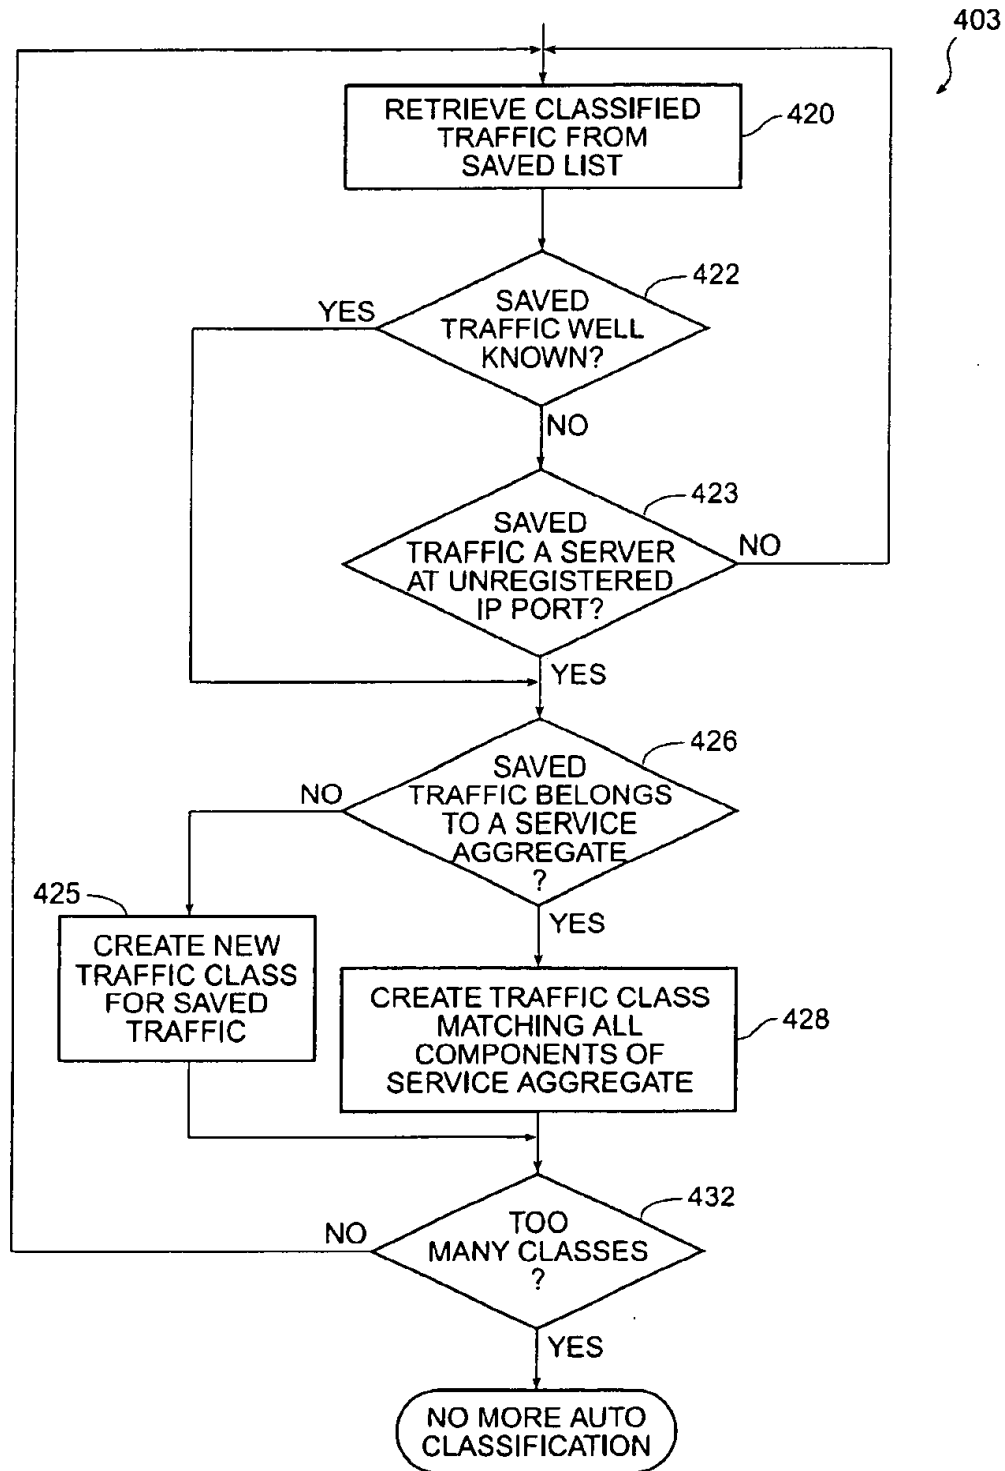 403
RETRIEVE CLASSIFIED
TRAFFIC FROM
SAVED LIST
420
SAVED
TRAFFIC WELL
KNOWN?
422
YES
NO
SAVED
TRAFFIC A SERVER
AT UNREGISTERED
IP PORT?
423
NO
YES
SAVED
TRAFFIC BELONGS
TO A SERVICE
AGGREGATE
?
426
NO
YES
425
CREATE NEW
TRAFFIC CLASS
FOR SAVED
TRAFFIC
CREATE TRAFFIC CLASS
MATCHING ALL
COMPONENTS OF
SERVICE AGGREGATE
428
TOO
MANY CLASSES
?
432
NO
YES
NO MORE AUTO
CLASSIFICATION